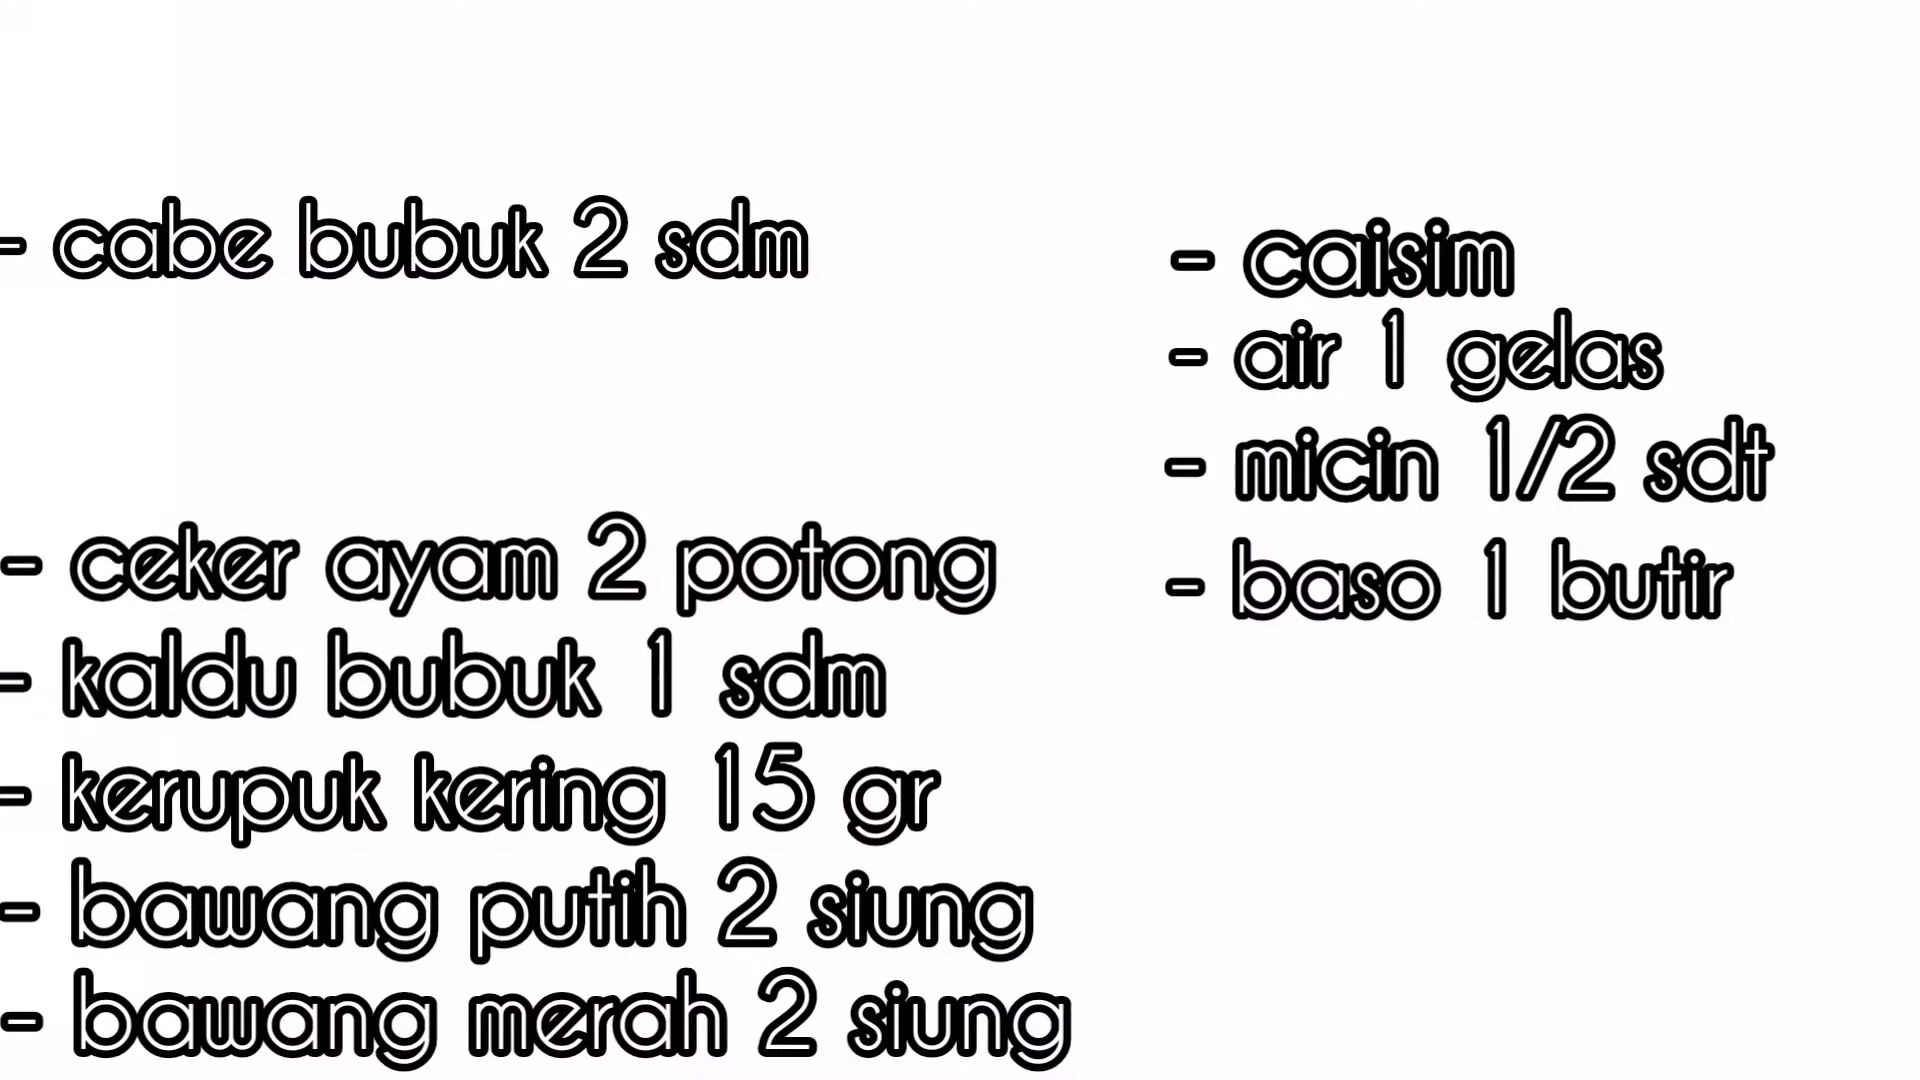 - cabe bubuk 2 sdm
- ceker ayam 2 potong
- kaldu bubuk 1 sdm
- kerupuk kering 15 gr
- bawang putih 2 siung
- bawang merah 2 siung
- caisim
- air 1 gelas
- micin 1/2 sdt
- baso 1 butir